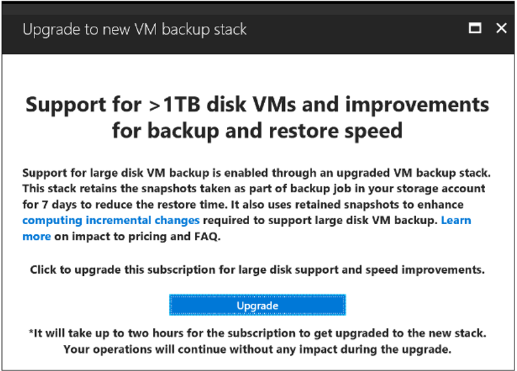 Upgrade to new VM backup stack
Support for >1TB disk VMs and improvements
for backup and restore speed
Support for large disk VM backup is enabled through an upgraded VM backup stack.
This stack retains the snapshots taken as part of backup job in your storage account
for 7 days to reduce the restore time. It also uses retained snapshots to enhance
computing incremental changes required to support large disk VM backup. Learn
more on impact to pricing and FAQ.
Click to upgrade this subscription for large disk support and speed improvements.
Upgrade
*It will take up to two hours for the subscription to get upgraded to the new stack.
Your operations will continue without any impact during the upgrade.